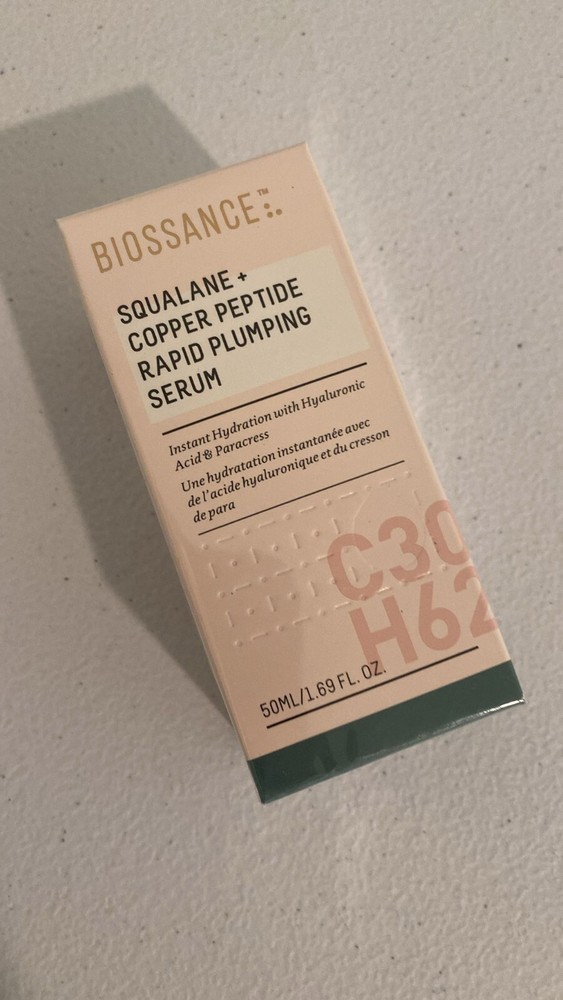 BIOSSANCE™
SQUALANE +
COPPER PEPTIDE
RAPID PLUMPING
SERUM
Instant Hydration with Hyaluronic
Acid & Paracress
Une hydratation instantanée avec
de l'acide hyaluronique et du cresson
de para
C30
H62
50ML/1.69 FL. OZ.